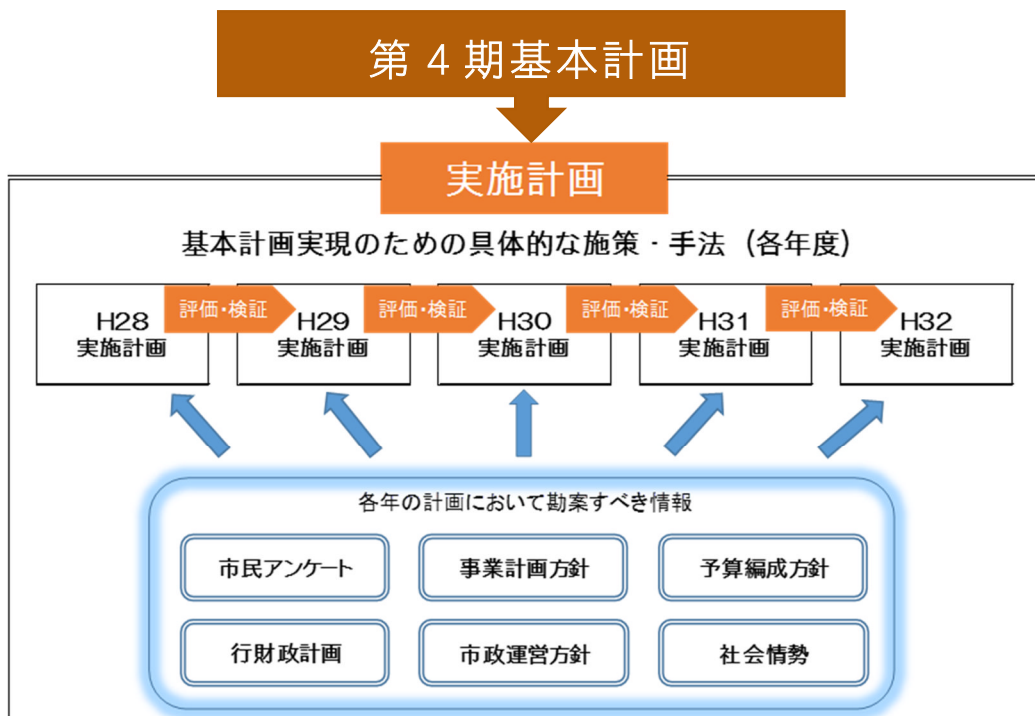 第4期基本計画
実施計画
基本計画実現のための具体的な施策・手法（各年度）
H28
実施計画
評価・検証
H29
実施計画
評価・検証
H30
実施計画
評価・検証
H31
実施計画
評価・検証
H32
実施計画
各年の計画において勘案すべき情報
市民アンケート
事業計画方針
予算編成方針
行財政計画
市政運営方針
社会情勢